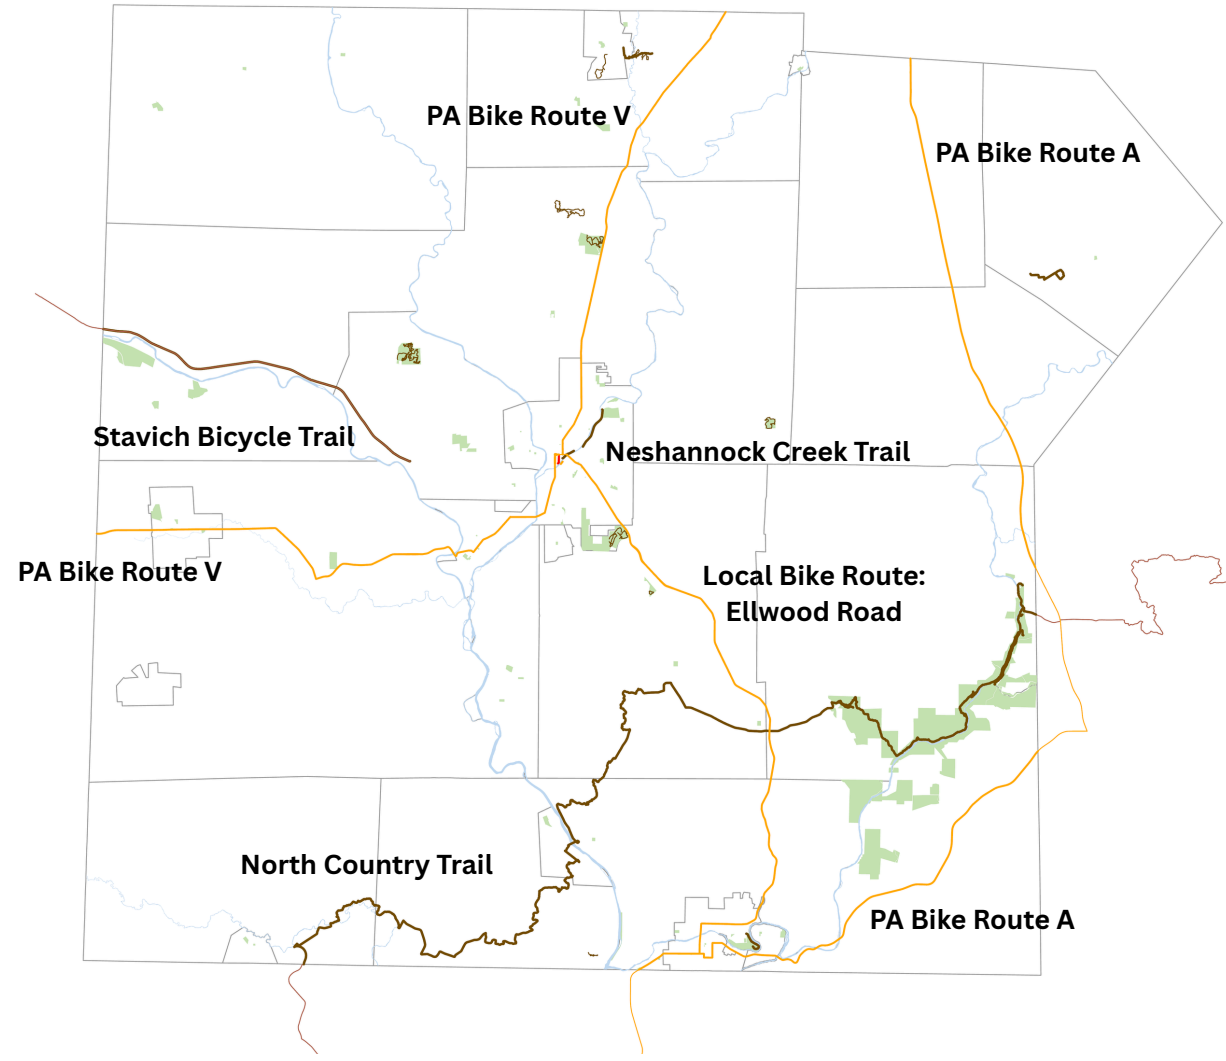 PA Bike Route V
PA Bike Route A
Stavich Bicycle Trail
Neshannock Creek Trail
PA Bike Route V
Local Bike Route:
Ellwood Road
North Country Trail
PA Bike Route A